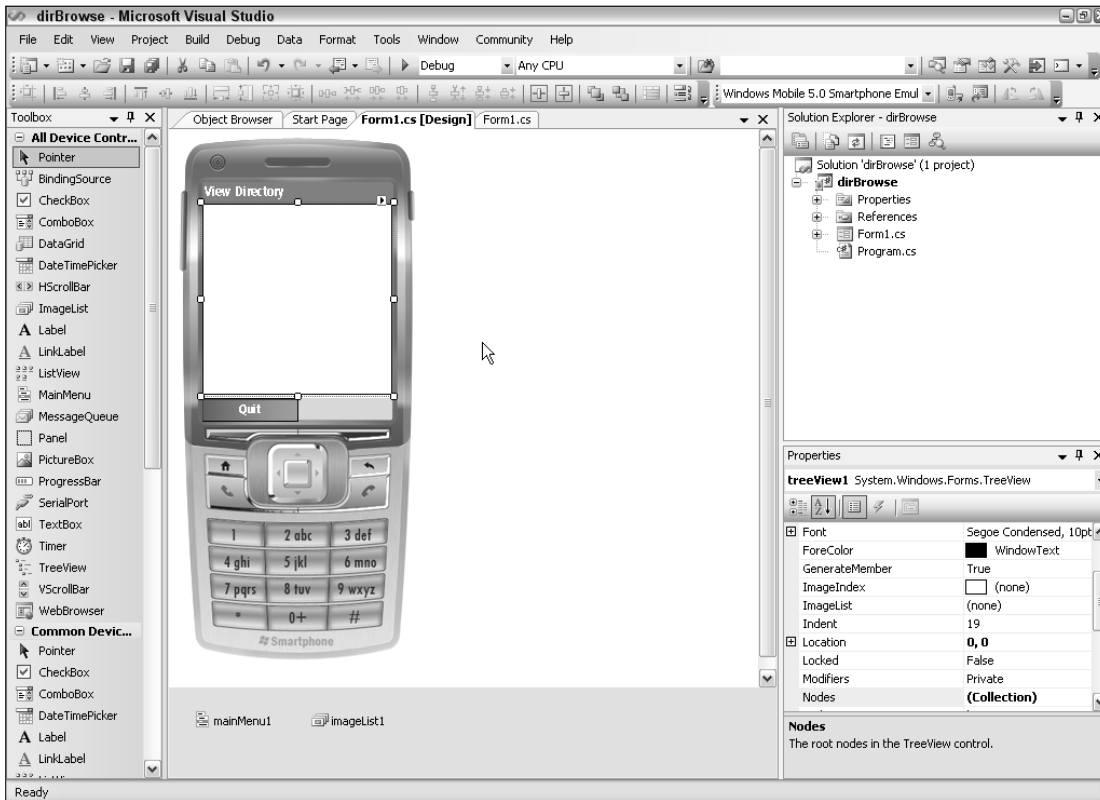 dirBrowse - Microsoft Visual Studio
File Edit View Project Build Debug Data Format Tools Window Community Help
Debug Any CPU
Windows Mobile 5.0 Smartphone Emul
Toolbox
All Device Contr...
Pointer
BindingSource
CheckBox
ComboBox
DataGrid
DateTimePicker
HScrollBar
ImageList
Label
LinkLabel
ListView
MainMenu
MessageQueue
Panel
PictureBox
ProgressBar
SerialPort
TextBox
Timer
TreeView
VScrollBar
WebBrowser
Common Devic...
Pointer
CheckBox
ComboBox
DateTimePicker
Label
LinkLabel
Object Browser Start Page Form1.cs [Design] Form1.cs
View Directory
Quit
1 2 abc 3 def
4 ghi 5 jkl 6 mno
7 pqrs 8 tuv 9 wxyz
* 0+ #
Smartphone
mainMenu1 imageList1
Solution Explorer - dirBrowse
Solution 'dirBrowse' (1 project)
dirBrowse
Properties
References
Form1.cs
Program.cs
Properties
treeView1 System.Windows.Forms.TreeView
Font Segoe Condensed, 10pt
ForeColor WindowText
GenerateMember True
ImageIndex (none)
ImageList (none)
Indent 19
Location 0, 0
Locked False
Modifiers Private
Nodes (Collection)
Nodes
The root nodes in the TreeView control.
Ready